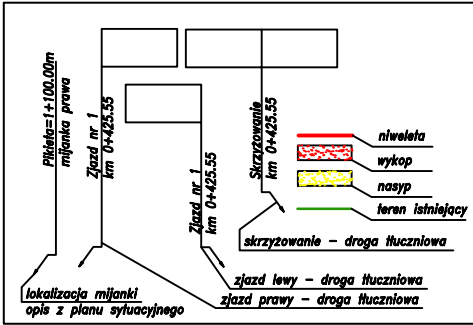 Pikieta=1+100.00m
mijanka prawa
Zjazd nr 1
km 0+425.55
Zjazd nr 1
km 0+425.55
Skrzyżowanie
km 0+425.55
niweleta
wykop
nasyp
teren istniejący
skrzyżowanie – droga tłuczniowa
zjazd lewy – droga tłuczniowa
zjazd prawy – droga tłuczniowa
lokalizacja mijanki
opis z planu sytuacyjnego